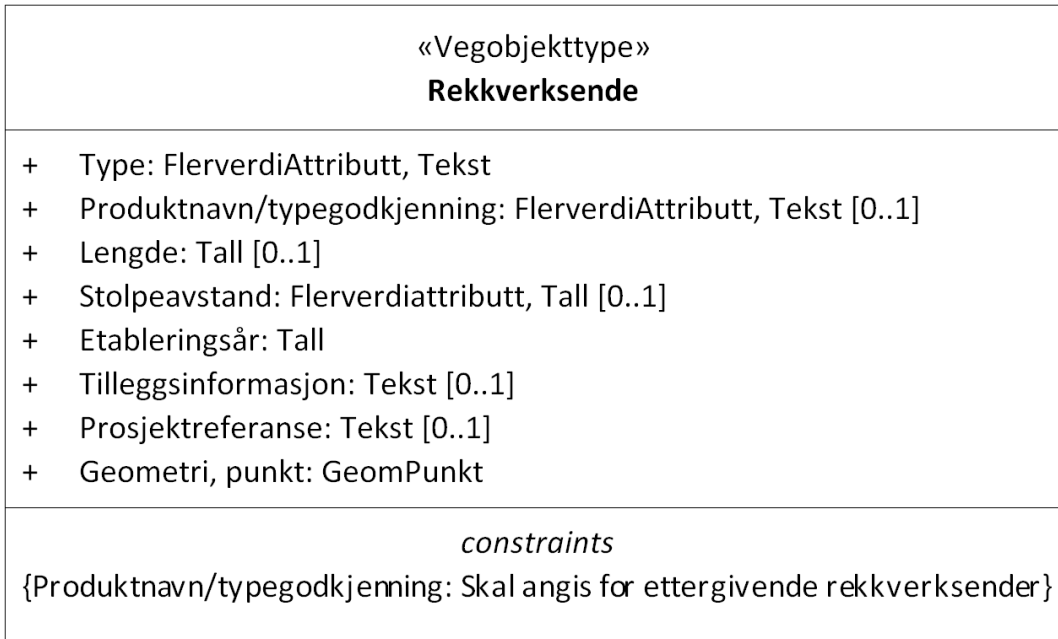 «Vegobjekttype»
Rekkverksende
+ Type: FlerverdiAttributt, Tekst
+ Produktnavn/typegodkjenning: FlerverdiAttributt, Tekst [0..1]
+ Lengde: Tall [0..1]
+ Stolpeavstand: Flerverdiattributt, Tall [0..1]
+ Etableringsår: Tall
+ Tilleggsinformasjon: Tekst [0..1]
+ Prosjektreferanse: Tekst [0..1]
+ Geometri, punkt: GeomPunkt
constraints
{Produktnavn/typegodkjenning: Skal angis for ettergivende rekkverksender}